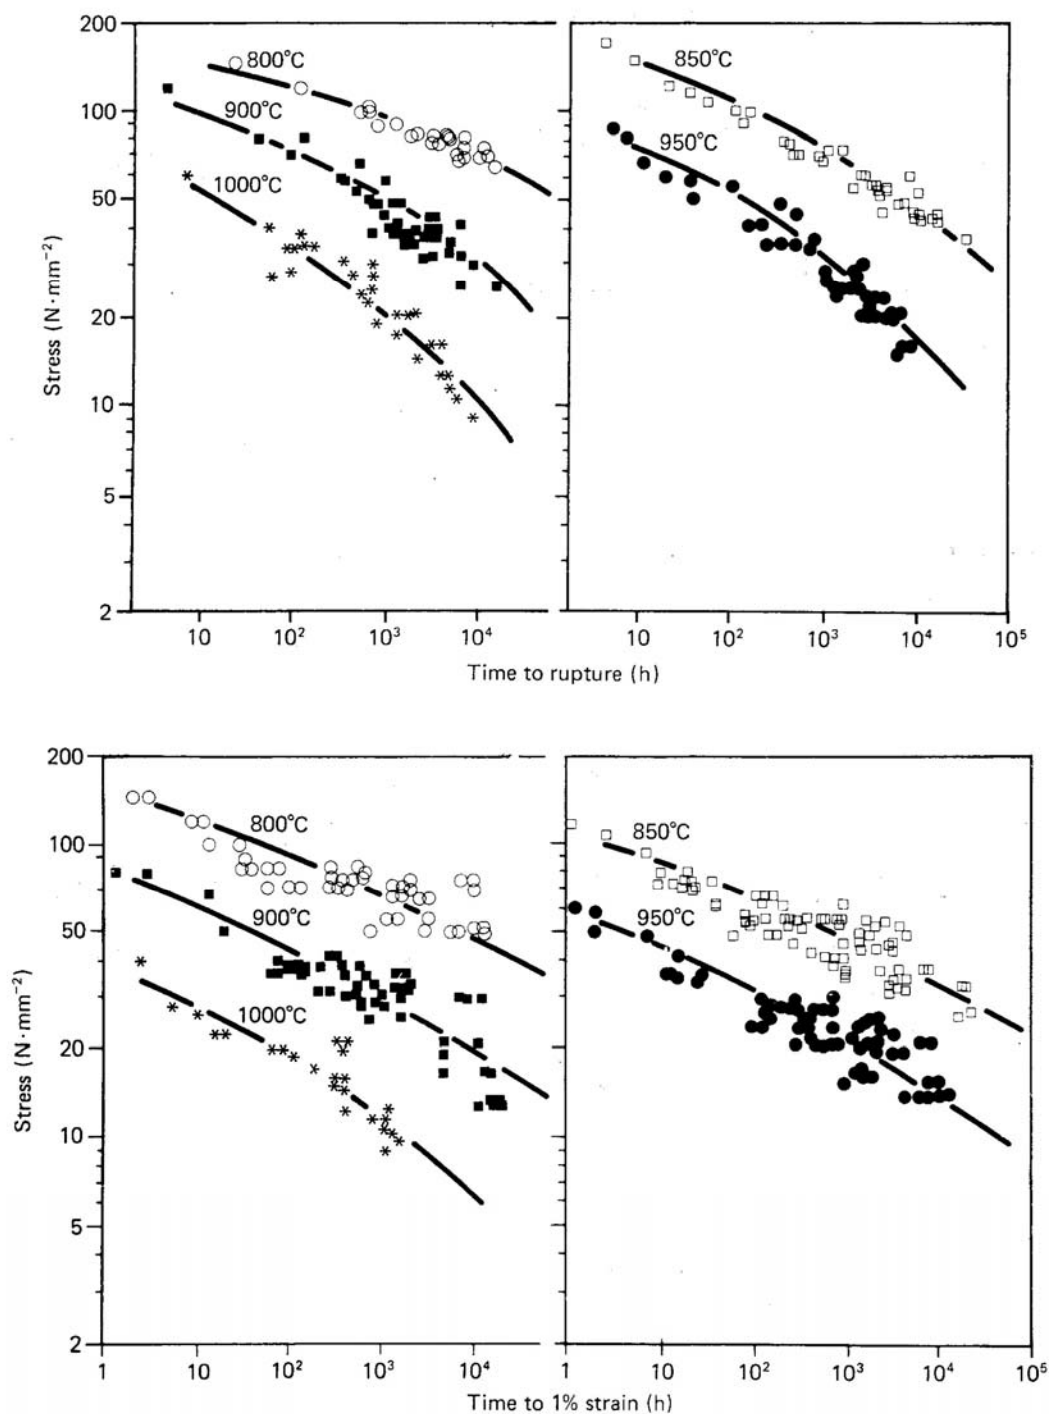 200
100
50
20
10
5
2
Stress (N·mm⁻²)
800°C
900°C
1000°C
850°C
950°C
10 10² 10³ 10⁴
10 10² 10³ 10⁴ 10⁵
Time to rupture (h)
200
100
50
20
10
5
2
Stress (N·mm⁻²)
800°C
900°C
1000°C
850°C
950°C
1 10 10² 10³ 10⁴
1 10 10² 10³ 10⁴ 10⁵
Time to 1% strain (h)